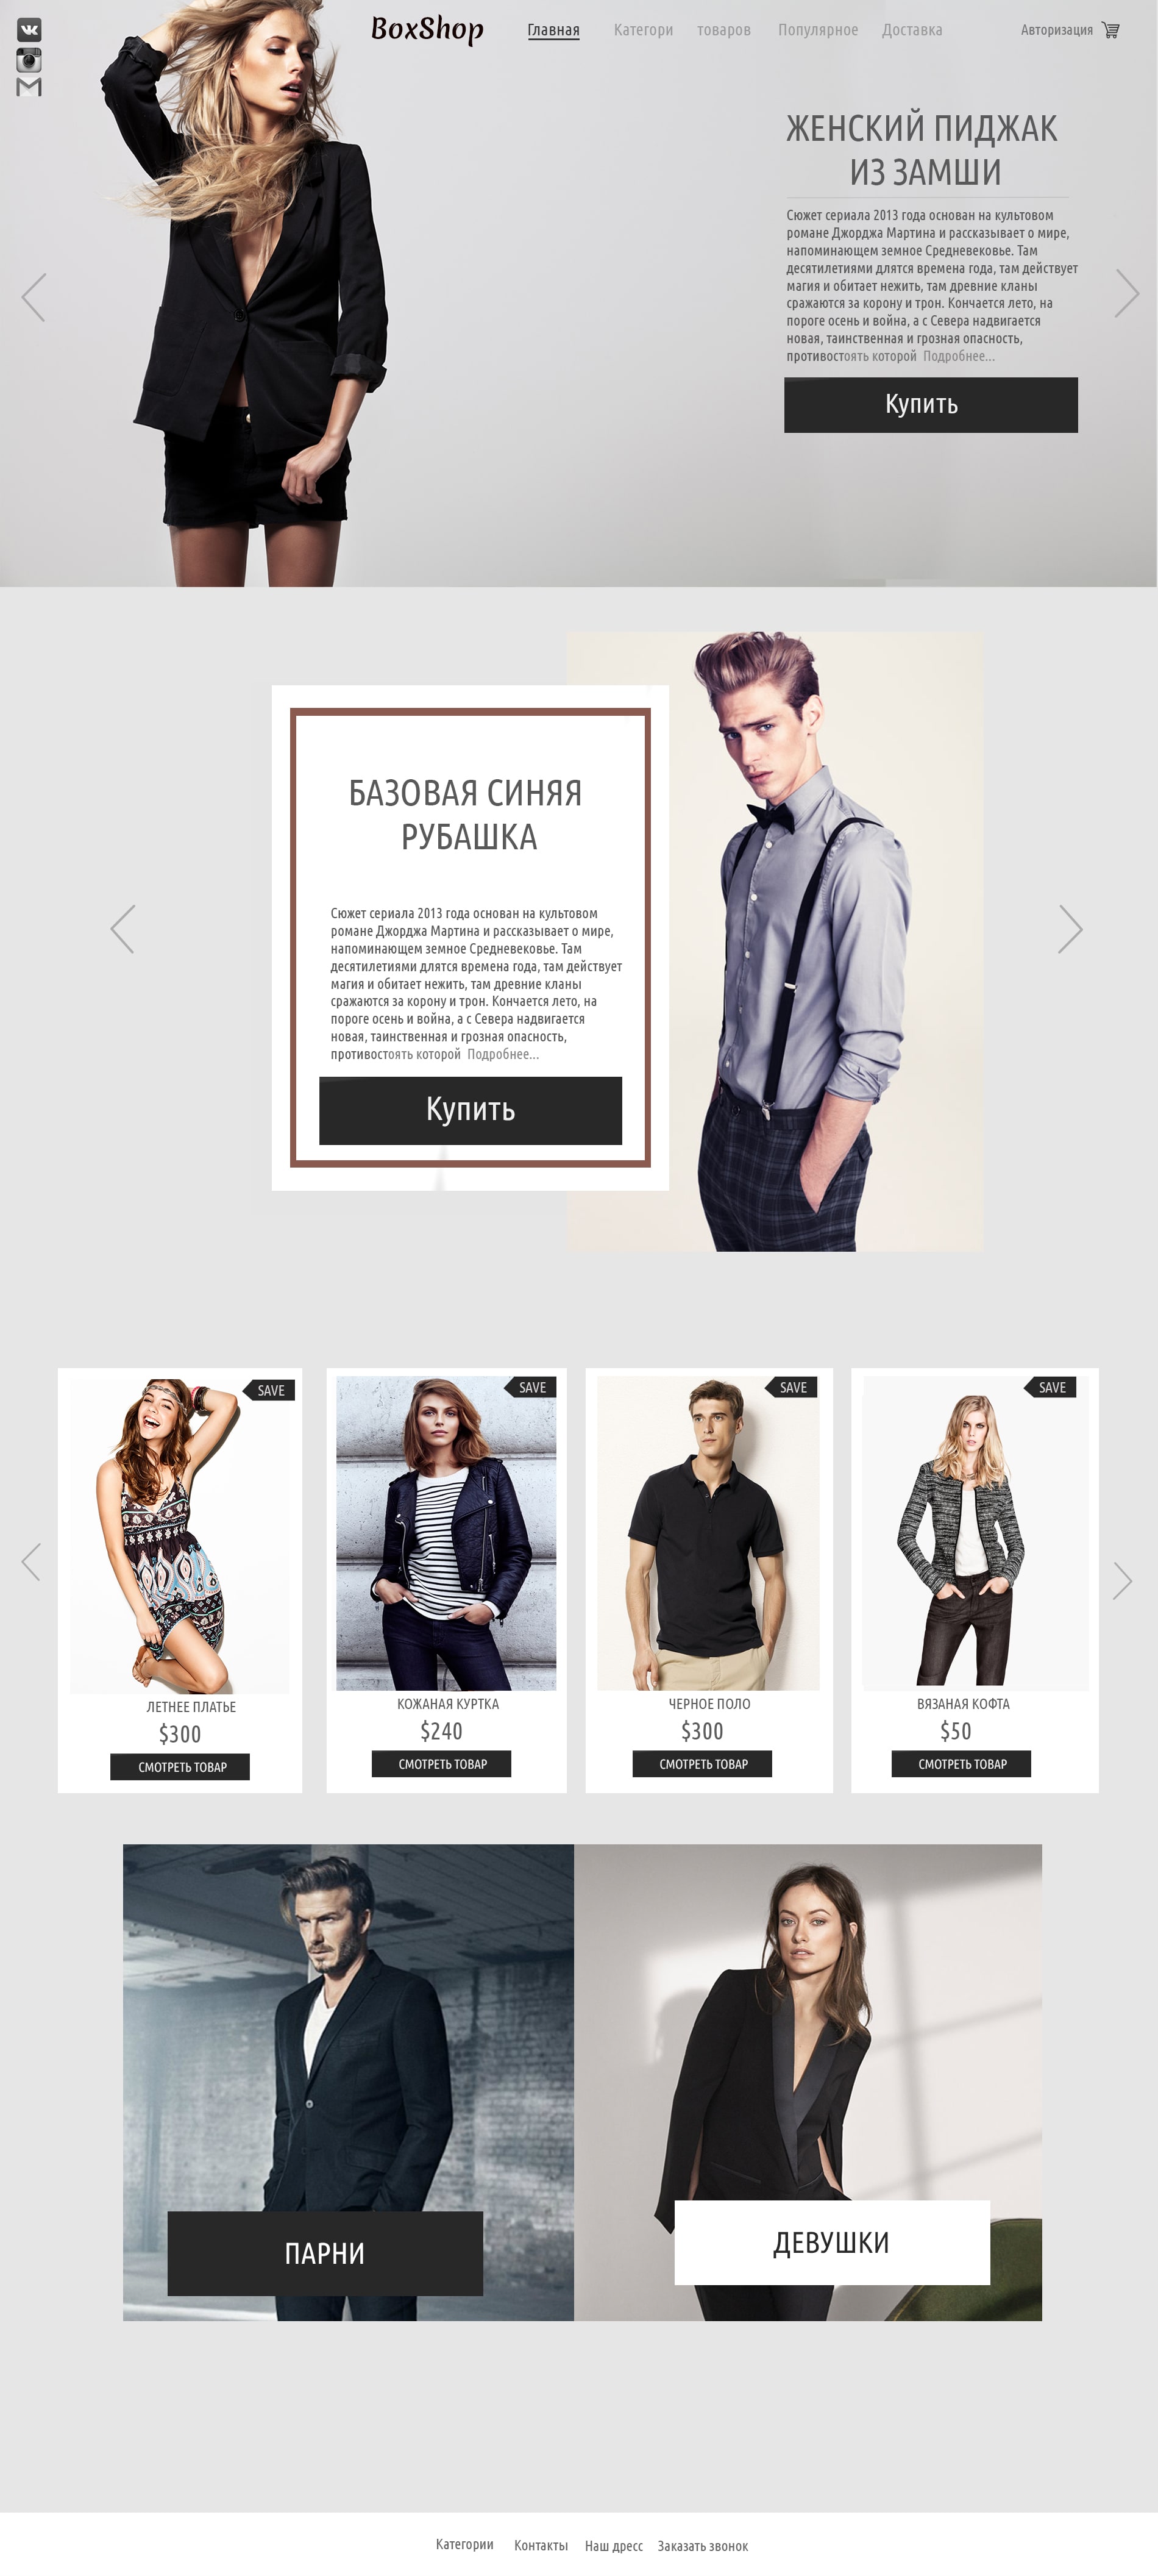 BoxShop
Главная Категори товаров Популярное Доставка
Авторизация
ЖЕНСКИЙ ПИДЖАК
ИЗ ЗАМШИ
Сюжет сериала 2013 года основан на культовом
романе Джорджа Мартина и рассказывает о мире,
напоминающем земное Средневековье. Там
десятилетиями длятся времена года, там действует
магия и обитает нежить, там древние кланы
сражаются за корону и трон. Кончается лето, на
пороге осень и война, а с Севера надвигается
новая, таинственная и грозная опасность,
противостоять которой Подробнее...
Купить
БАЗОВАЯ СИНЯЯ
РУБАШКА
Сюжет сериала 2013 года основан на культовом
романе Джорджа Мартина и рассказывает о мире,
напоминающем земное Средневековье. Там
десятилетиями длятся времена года, там действует
магия и обитает нежить, там древние кланы
сражаются за корону и трон. Кончается лето, на
пороге осень и война, а с Севера надвигается
новая, таинственная и грозная опасность,
противостоять которой Подробнее...
Купить
SAVE
ЛЕТНЕЕ ПЛАТЬЕ
$300
СМОТРЕТЬ ТОВАР
SAVE
КОЖАНАЯ КУРТКА
$240
СМОТРЕТЬ ТОВАР
SAVE
ЧЕРНОЕ ПОЛО
$300
СМОТРЕТЬ ТОВАР
SAVE
ВЯЗАНАЯ КОФТА
$50
СМОТРЕТЬ ТОВАР
ПАРНИ
ДЕВУШКИ
Категории Контакты Наш дресс Заказать звонок